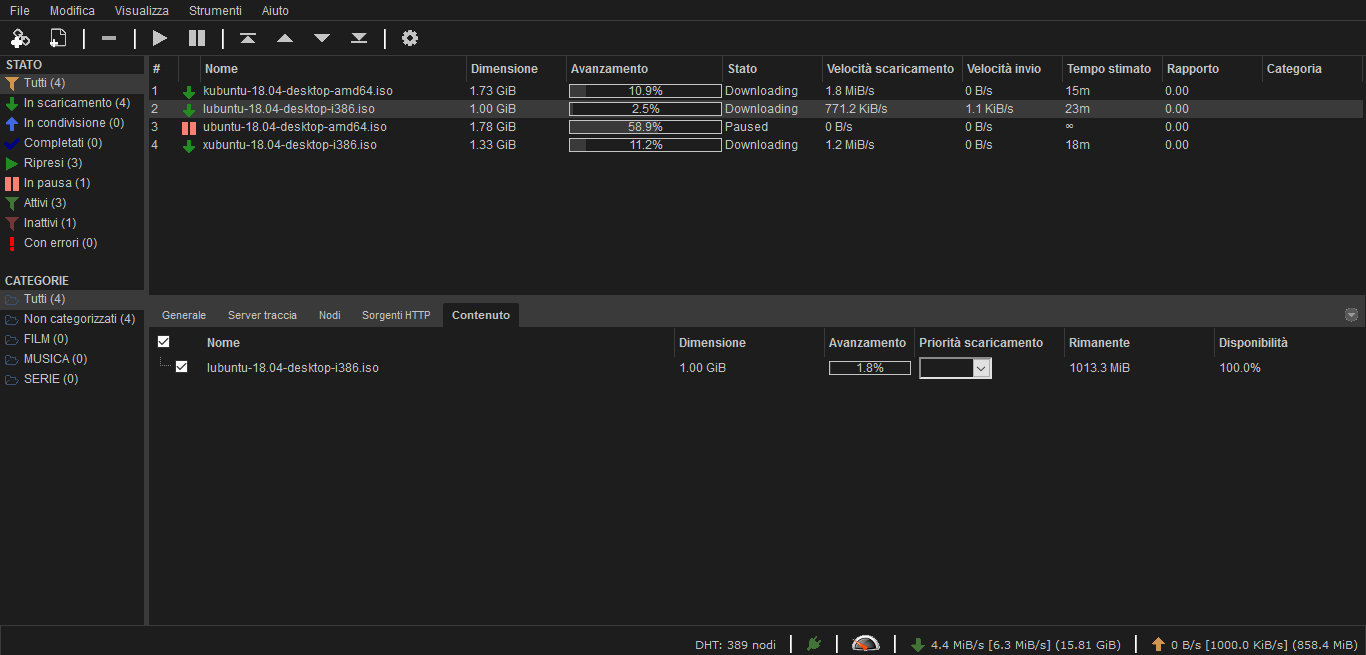 File Modifica Visualizza Strumenti Aiuto
STATO
Tutti (4)
In scaricamento (4)
In condivisione (0)
Completati (0)
Ripresi (3)
In pausa (1)
Attivi (3)
Inattivi (1)
Con errori (0)
CATEGORIE
Tutti (4)
Non categorizzati (4)
FILM (0)
MUSICA (0)
SERIE (0)
# Nome Dimensione Avanzamento Stato Velocità scaricamento Velocità invio Tempo stimato Rapporto Categoria
1 kubuntu-18.04-desktop-amd64.iso 1.73 GiB 10.9% Downloading 1.8 MiB/s 0 B/s 15m 0.00
2 lubuntu-18.04-desktop-i386.iso 1.00 GiB 2.5% Downloading 771.2 KiB/s 1.1 KiB/s 23m 0.00
3 ubuntu-18.04-desktop-amd64.iso 1.78 GiB 58.9% Paused 0 B/s 0 B/s ∞ 0.00
4 xubuntu-18.04-desktop-i386.iso 1.33 GiB 11.2% Downloading 1.2 MiB/s 0 B/s 18m 0.00
Generale Server traccia Nodi Sorgenti HTTP Contenuto
Nome Dimensione Avanzamento Priorità scaricamento Rimanente Disponibilità
lubuntu-18.04-desktop-i386.iso 1.00 GiB 1.8% 1013.3 MiB 100.0%
DHT: 389 nodi 4.4 MiB/s [6.3 MiB/s] (15.81 GiB) 0 B/s [1000.0 KiB/s] (858.4 MiB)